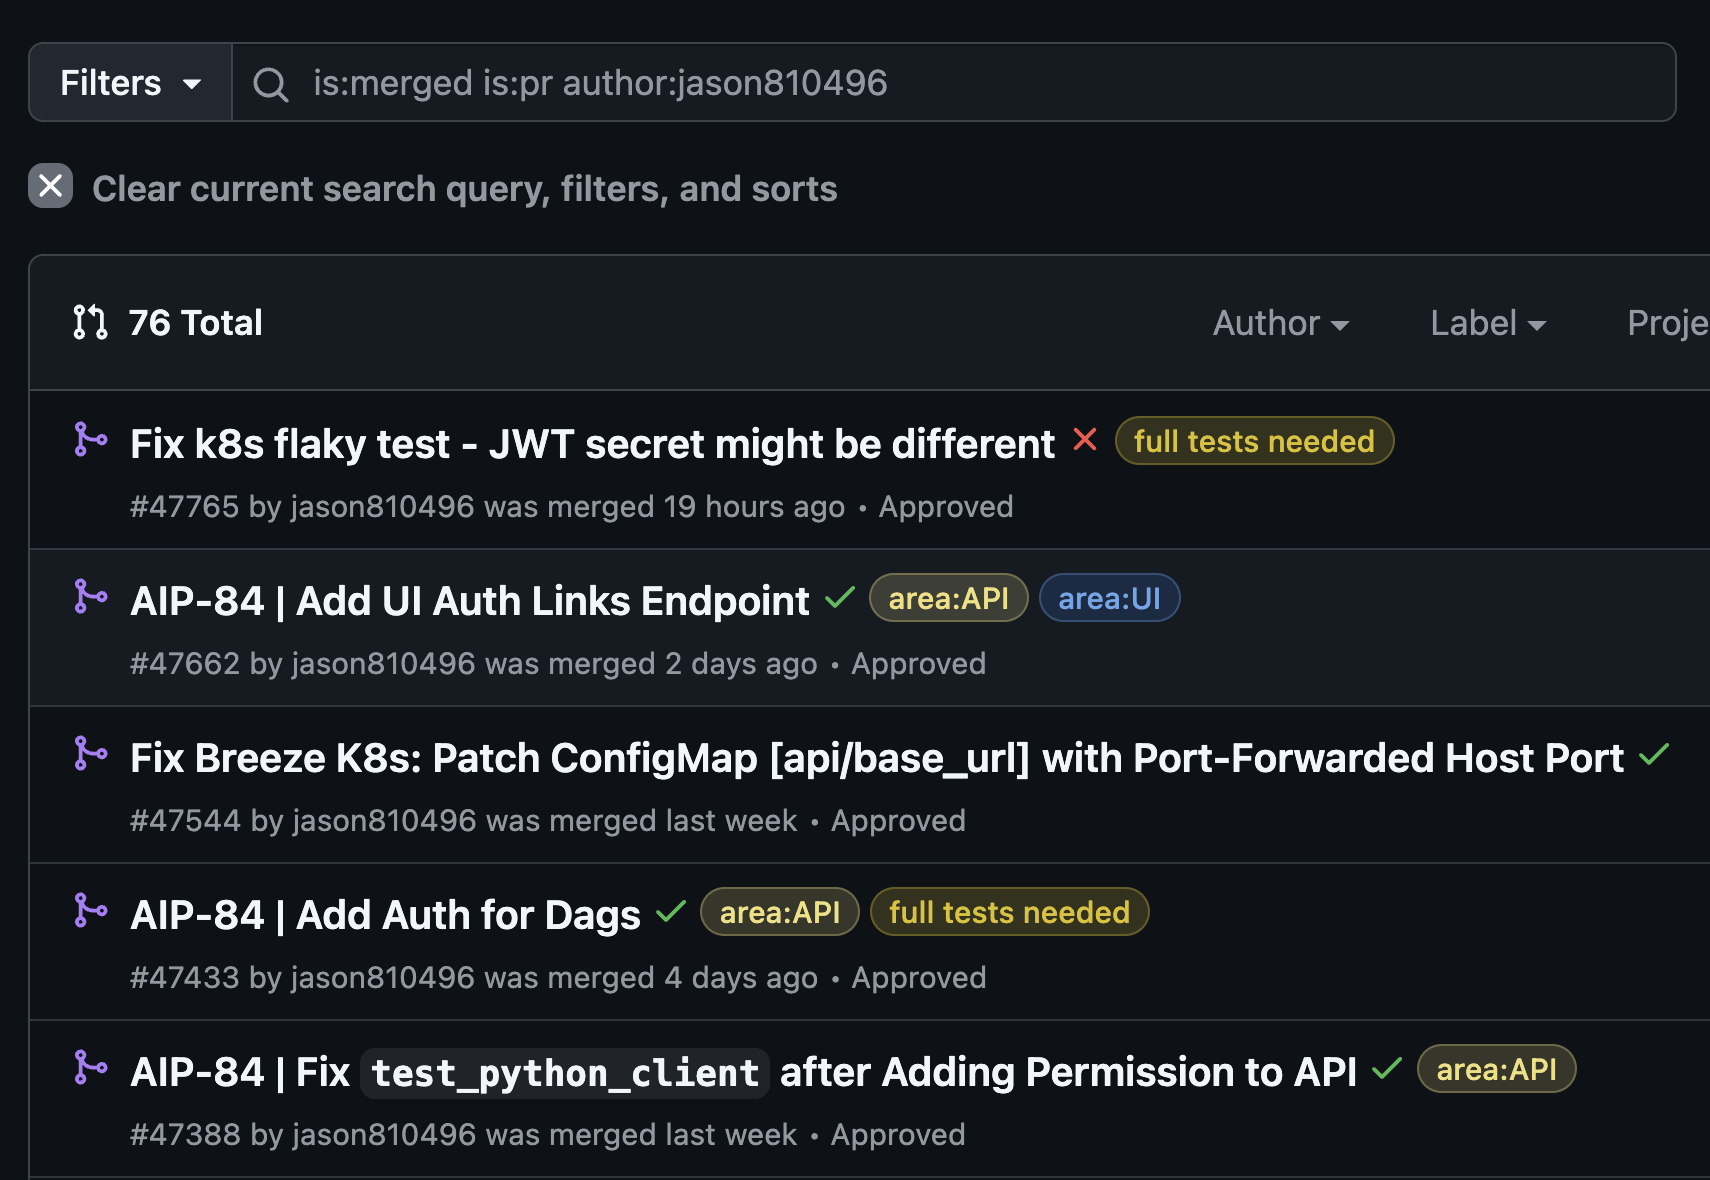 Filters
is:merged is:pr author:jason810496
Clear current search query, filters, and sorts
76 Total
Author
Label
Proje
Fix k8s flaky test - JWT secret might be different full tests needed
#47765 by jason810496 was merged 19 hours ago • Approved
AIP-84 | Add UI Auth Links Endpoint area:API area:UI
#47662 by jason810496 was merged 2 days ago • Approved
Fix Breeze K8s: Patch ConfigMap [api/base_url] with Port-Forwarded Host Port
#47544 by jason810496 was merged last week • Approved
AIP-84 | Add Auth for Dags area:API full tests needed
#47433 by jason810496 was merged 4 days ago • Approved
AIP-84 | Fix test_python_client after Adding Permission to API area:API
#47388 by jason810496 was merged last week • Approved